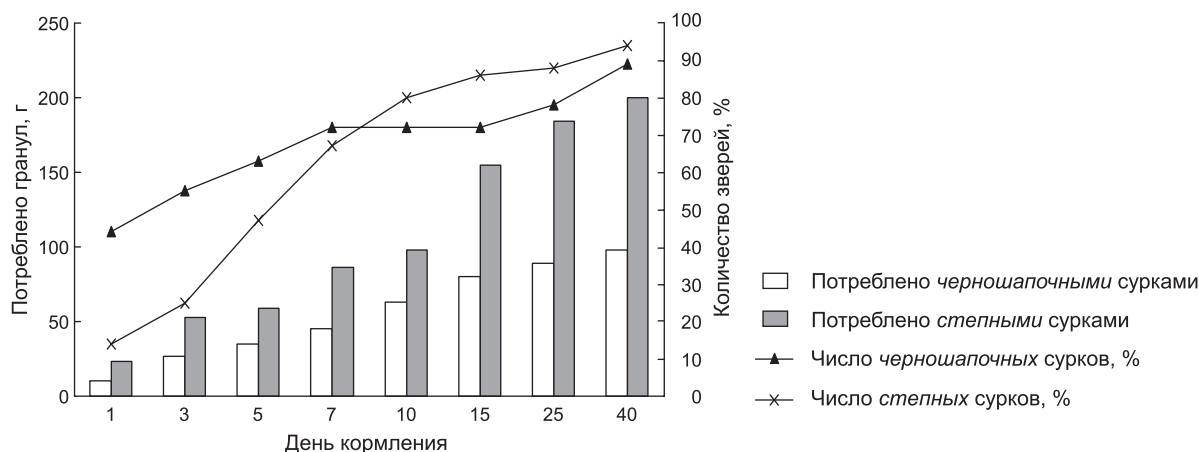 Потреблено гранул, г
250
200
150
100
50
0
1 3 5 7 10 15 25 40
День кормления
100
90
80
70
60
50
40
30
20
10
0
Количество зверей, %
Потреблено черношапочными сурками
Потреблено степными сурками
Число черношапочных сурков, %
Число степных сурков, %